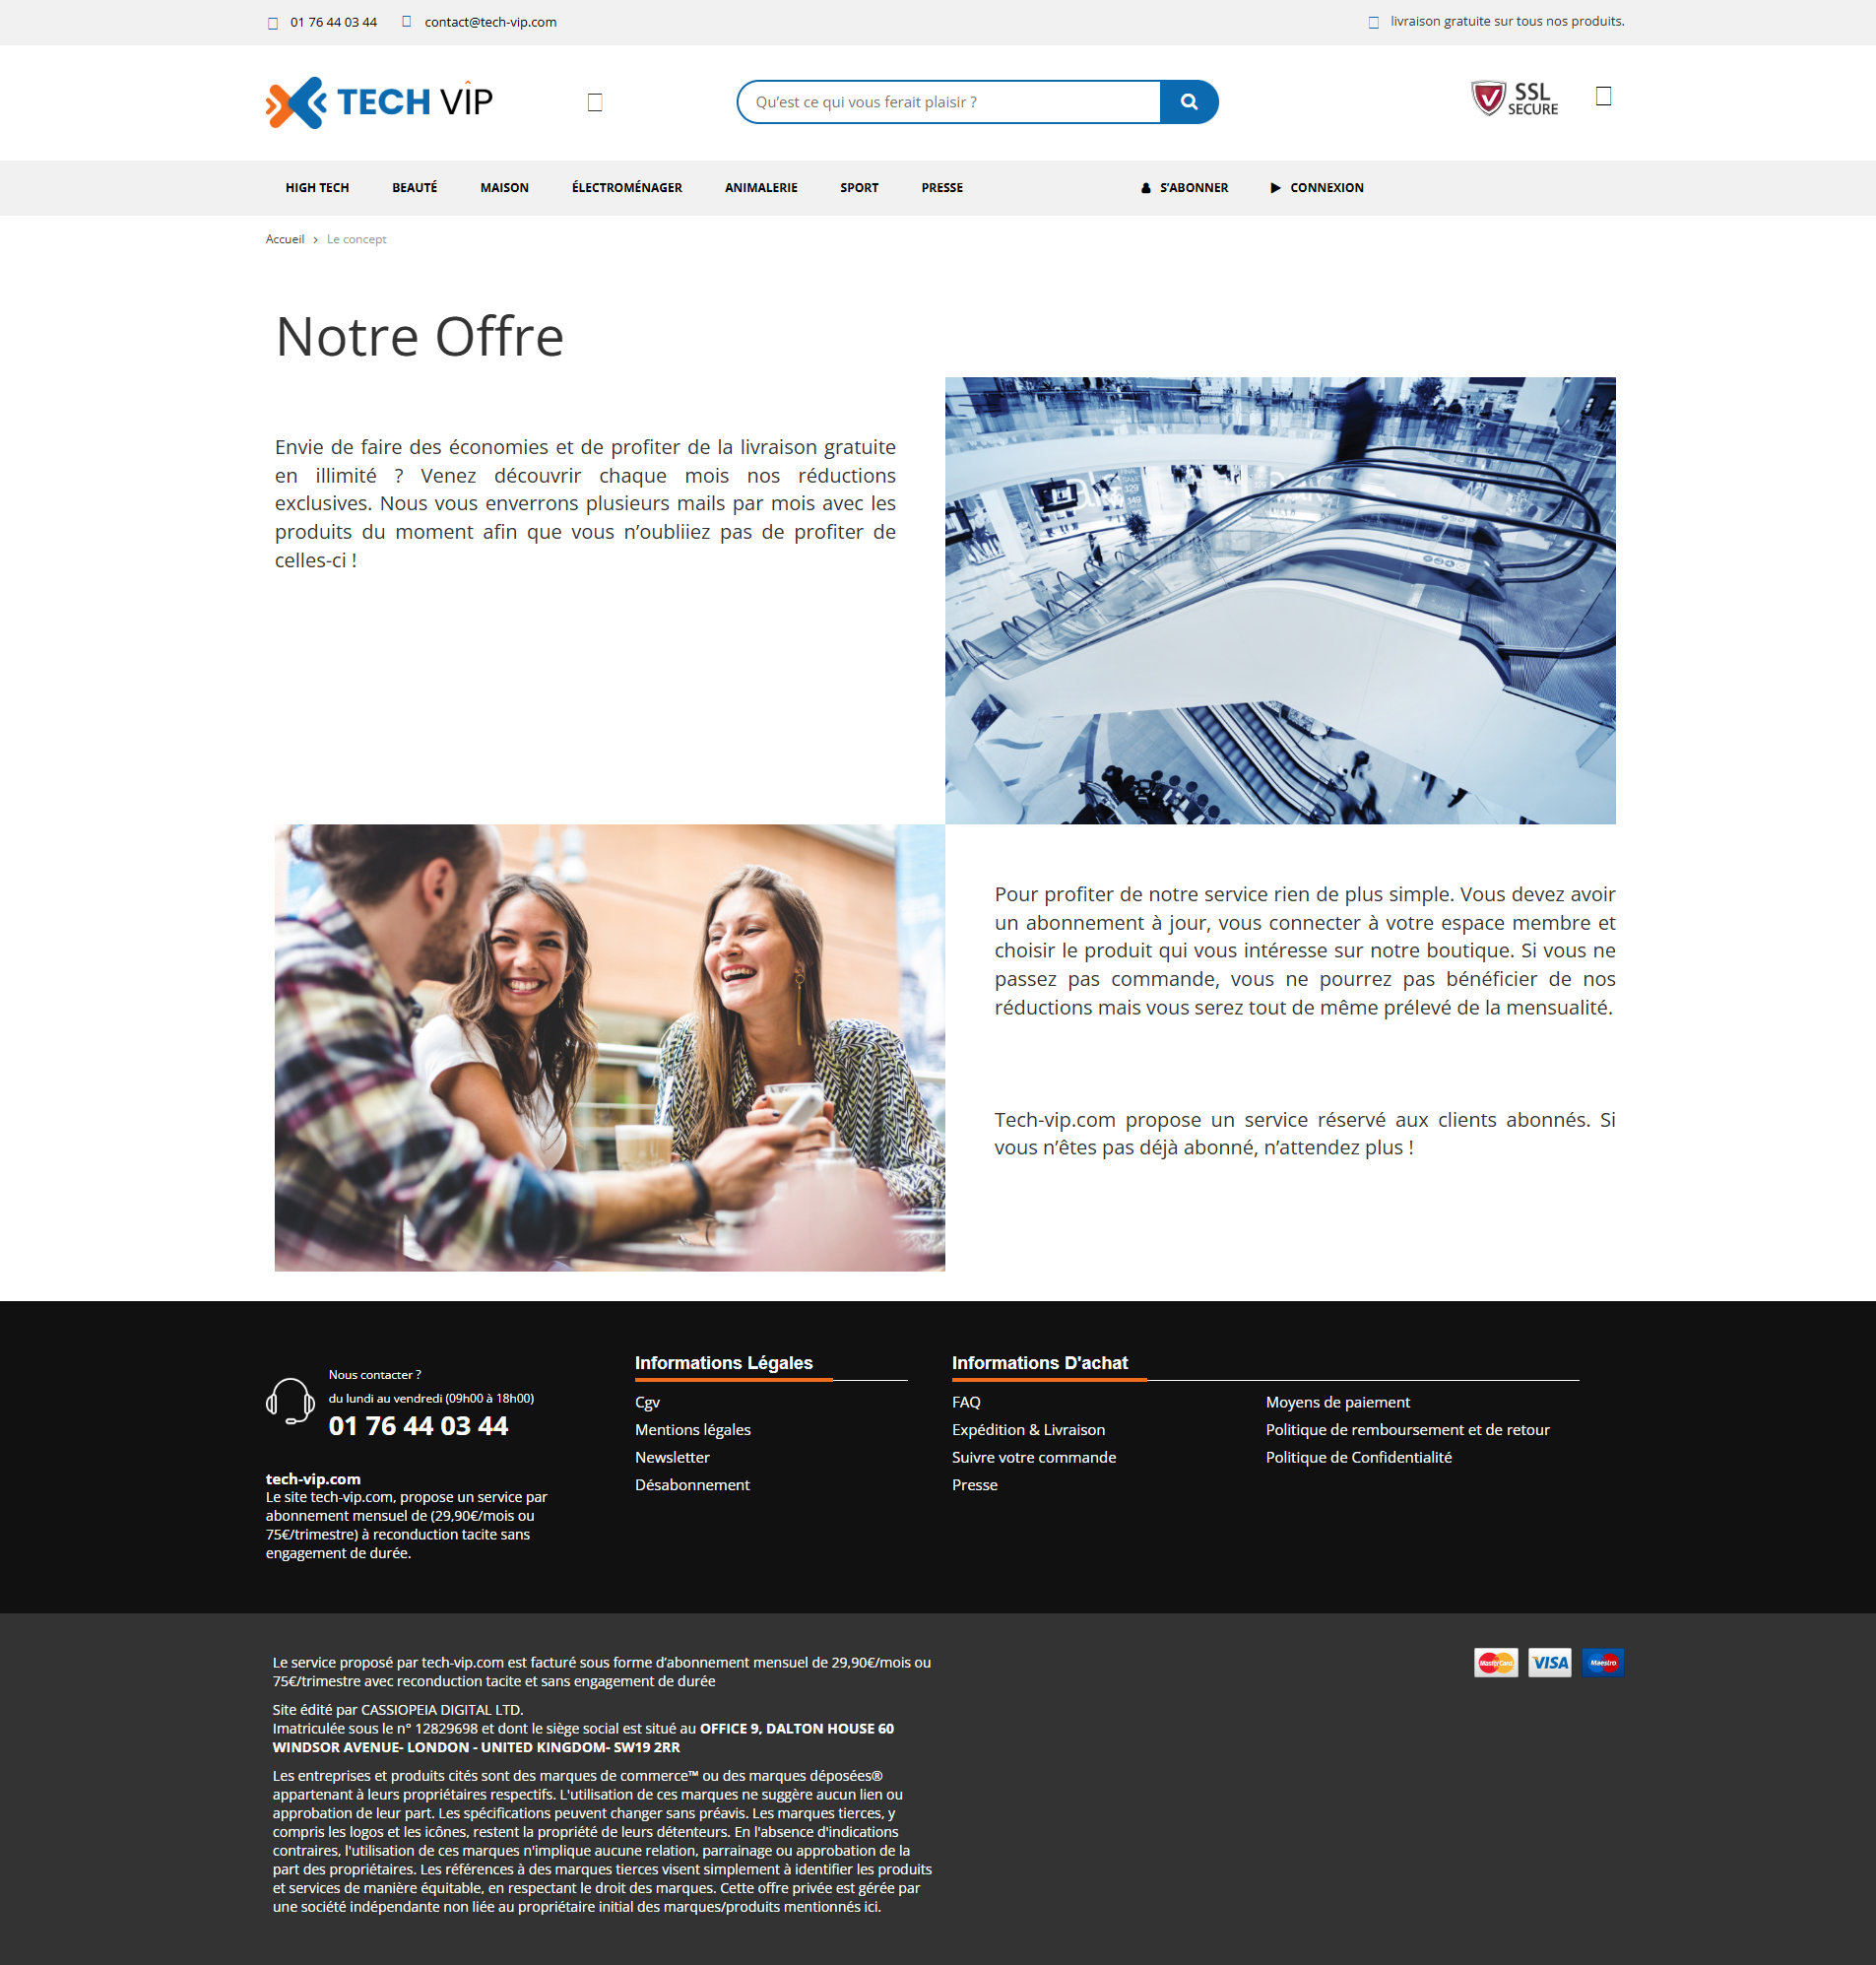 01 76 44 03 44 contact@tech-vip.com livraison gratuite sur tous nos produits.
TECH VIP
Qu’est ce qui vous ferait plaisir ?
SSL
SECURE
HIGH TECH BEAUTÉ MAISON ÉLECTROMÉNAGER ANIMALERIE SPORT PRESSE S’ABONNER CONNEXION
Accueil › Le concept
Notre Offre
Envie de faire des économies et de profiter de la livraison gratuite
en illimité ? Venez découvrir chaque mois nos réductions
exclusives. Nous vous enverrons plusieurs mails par mois avec les
produits du moment afin que vous n’oubliiez pas de profiter de
celles-ci !
Pour profiter de notre service rien de plus simple. Vous devez avoir
un abonnement à jour, vous connecter à votre espace membre et
choisir le produit qui vous intéresse sur notre boutique. Si vous ne
passez pas commande, vous ne pourrez pas bénéficier de nos
réductions mais vous serez tout de même prélevé de la mensualité.
Tech-vip.com propose un service réservé aux clients abonnés. Si
vous n’êtes pas déjà abonné, n’attendez plus !
Nous contacter ?
du lundi au vendredi (09h00 à 18h00)
01 76 44 03 44
tech-vip.com
Le site tech-vip.com, propose un service par
abonnement mensuel de (29,90€/mois ou
75€/trimestre) à reconduction tacite sans
engagement de durée.
Informations Légales
Cgv
Mentions légales
Newsletter
Désabonnement
Informations D'achat
FAQ
Expédition & Livraison
Suivre votre commande
Presse
Moyens de paiement
Politique de remboursement et de retour
Politique de Confidentialité
Le service proposé par tech-vip.com est facturé sous forme d’abonnement mensuel de 29,90€/mois ou
75€/trimestre avec reconduction tacite et sans engagement de durée
Site édité par CASSIOPEIA DIGITAL LTD.
Imatriculée sous le n° 12829698 et dont le siège social est situé au OFFICE 9, DALTON HOUSE 60
WINDSOR AVENUE- LONDON - UNITED KINGDOM- SW19 2RR
Les entreprises et produits cités sont des marques de commerce™ ou des marques déposées®
appartenant à leurs propriétaires respectifs. L'utilisation de ces marques ne suggère aucun lien ou
approbation de leur part. Les spécifications peuvent changer sans préavis. Les marques tierces, y
compris les logos et les icônes, restent la propriété de leurs détenteurs. En l'absence d'indications
contraires, l'utilisation de ces marques n'implique aucune relation, parrainage ou approbation de la
part des propriétaires. Les références à des marques tierces visent simplement à identifier les produits
et services de manière équitable, en respectant le droit des marques. Cette offre privée est gérée par
une société indépendante non liée au propriétaire initial des marques/produits mentionnés ici.
MasterCard VISA Maestro